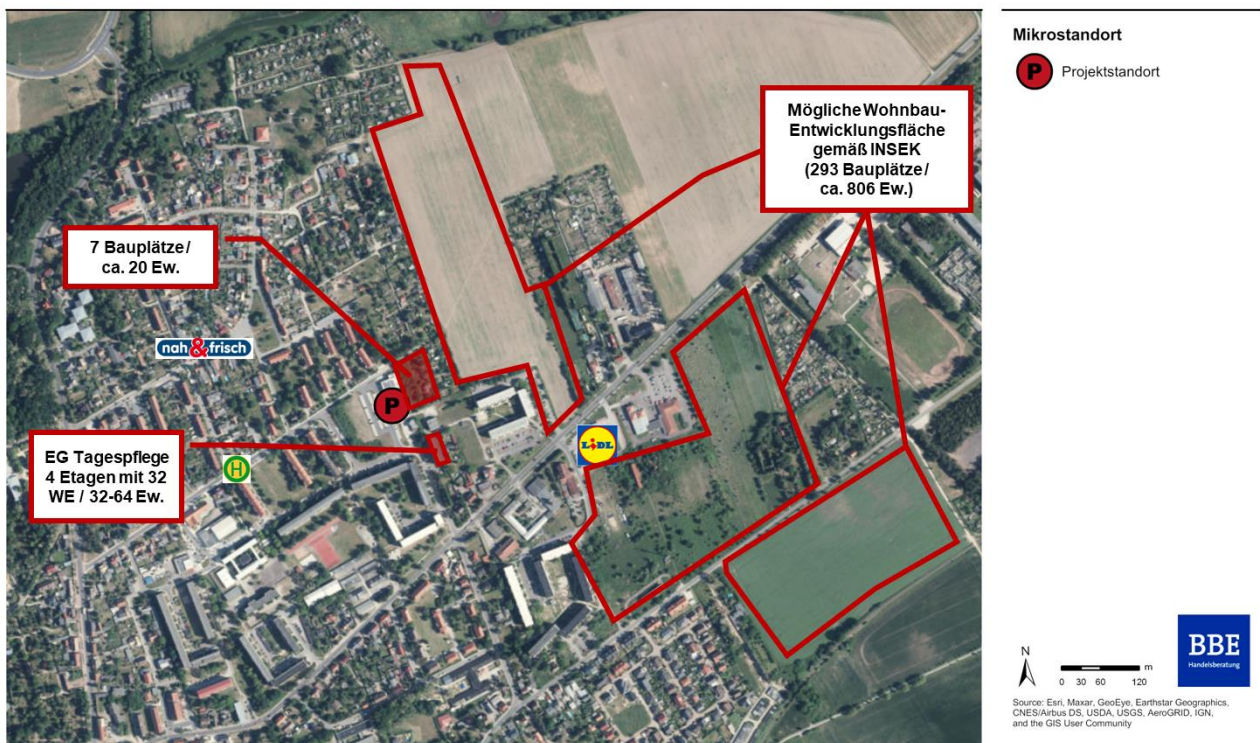 Mikrostandort
P Projektstandort
Mögliche Wohnbau-
Entwicklungsfläche
gemäß INSEK
(293 Bauplätze/
ca. 806 Ew.)
7 Bauplätze/
ca. 20 Ew.
nah&frisch
P
EG Tagespflege
4 Etagen mit 32
WE / 32-64 Ew.
H
LIDL
N
m
0 30 60 120
BBE
Handelsberatung
Source: Esri, Maxar, GeoEye, Earthstar Geographics,
CNES/Airbus DS, USDA, USGS, AeroGRID, IGN,
and the GIS User Community